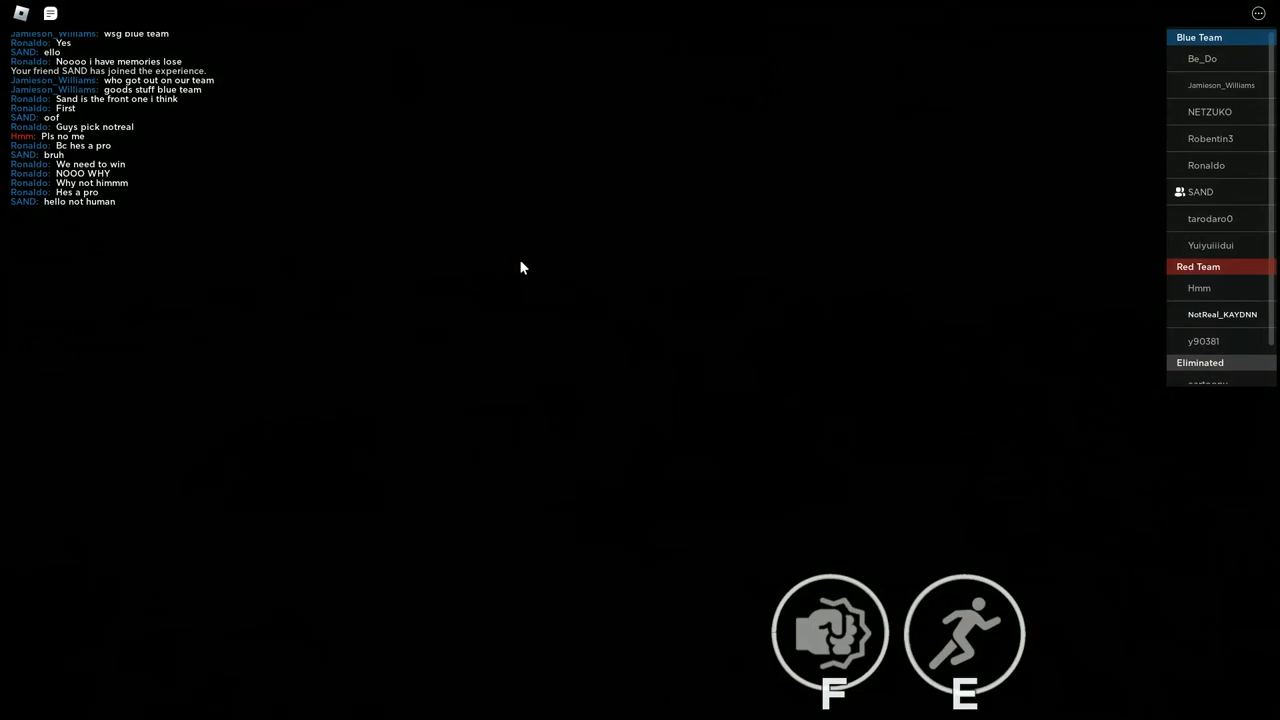 Jamieson_Williams: wsg blue team
Ronaldo: Yes
SAND: ello
Ronaldo: Noooo i have memories lose
Your friend SAND has joined the experience.
Jamieson_Williams: who got out on our team
Jamieson_Williams: goods stuff blue team
Ronaldo: Sand is the front one i think
Ronaldo: First
SAND: oof
Ronaldo: Guys pick notreal
Hmm: Pls no me
Ronaldo: Bc hes a pro
SAND: bruh
Ronaldo: We need to win
Ronaldo: NOOO WHY
Ronaldo: Why not himmm
Ronaldo: Hes a pro
SAND: hello not human
Blue Team
Be_Do
Jamieson_Williams
NETZUKO
Robentin3
Ronaldo
SAND
tarodaro0
Yuiyuiiidui
Red Team
Hmm
NotReal_KAYDNN
y90381
Eliminated
F
E